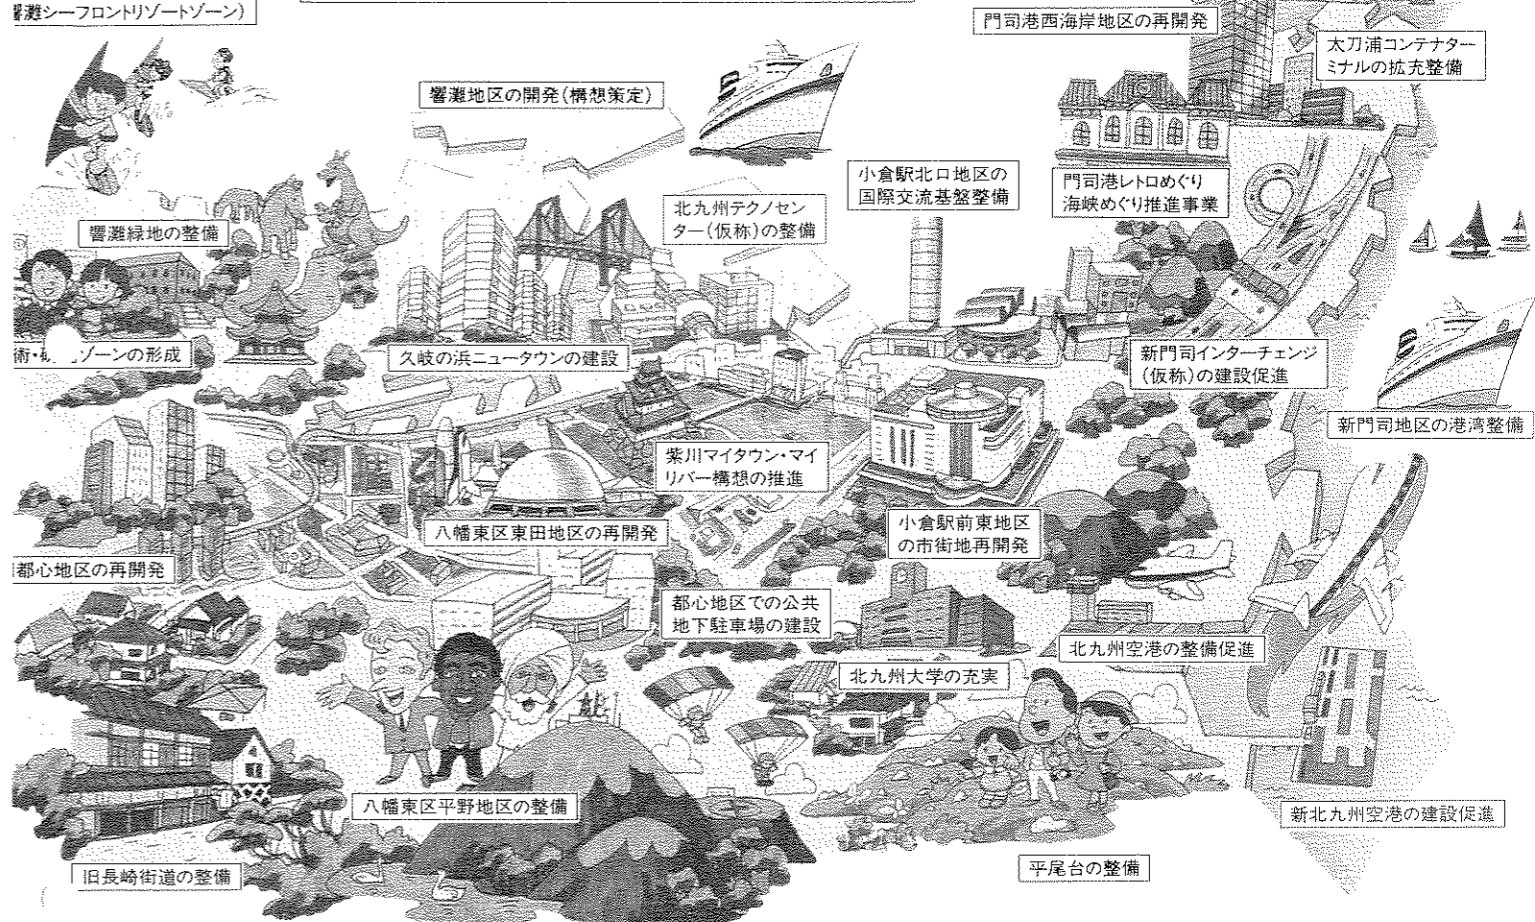 響灘シーフロントリゾートゾーン)
門司港西海岸地区の再開発
太刀浦コンテナター
ミナルの拡充整備
響灘地区の開発(構想策定)
小倉駅北口地区の
国際交流基盤整備
門司港レトロめぐり
海峡めぐり推進事業
北九州テクノセン
ター(仮称)の整備
響灘緑地の整備
ゾーンの形成
久岐の浜ニュータウンの建設
新門司インターチェンジ
(仮称)の建設促進
新門司地区の港湾整備
紫川マイタウン・マイ
リバー構想の推進
八幡東区東田地区の再開発
小倉駅前東地区
の市街地再開発
都心地区の再開発
都心地区での公共
地下駐車場の建設
北九州空港の整備促進
北九州大学の充実
八幡東区平野地区の整備
新北九州空港の建設促進
旧長崎街道の整備
平尾台の整備